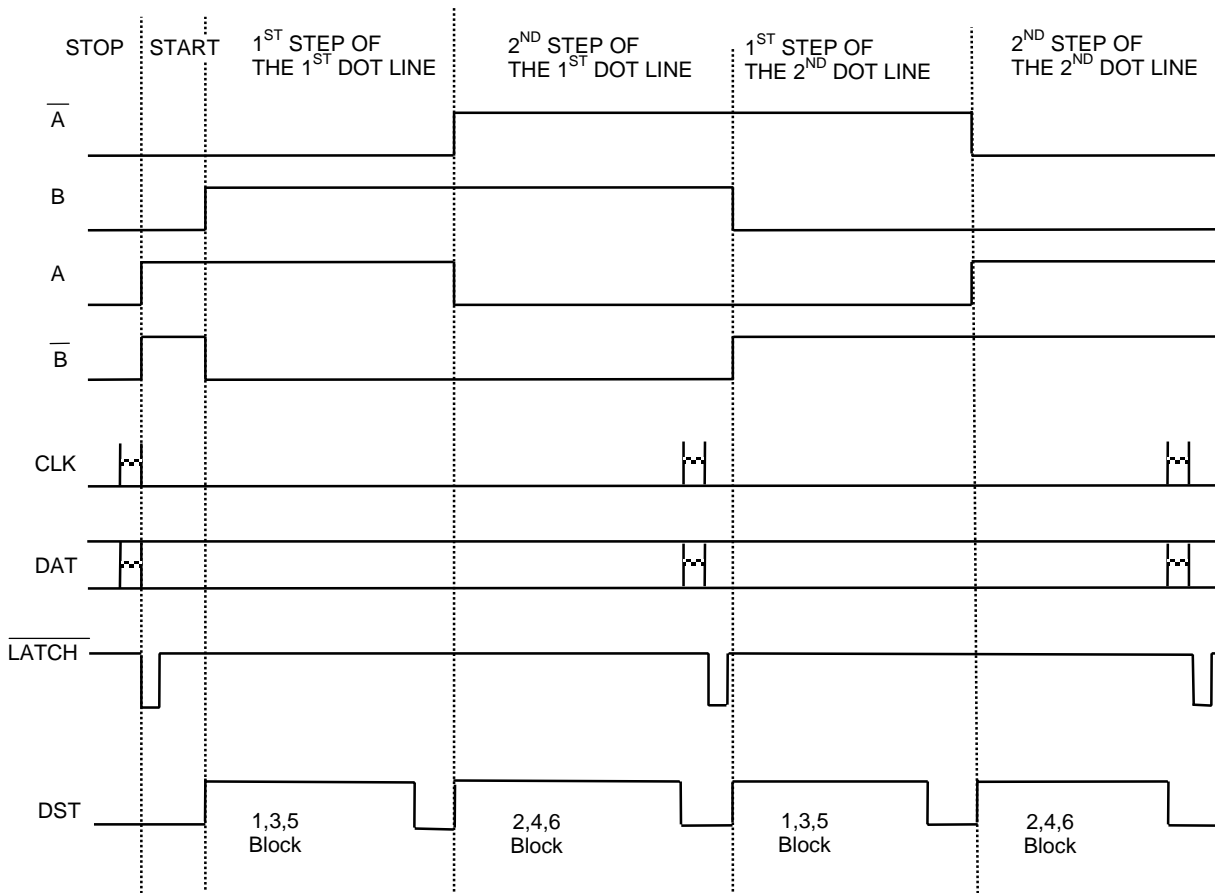 STOP
START
1ST STEP OF
THE 1ST DOT LINE
2ND STEP OF
THE 1ST DOT LINE
1ST STEP OF
THE 2ND DOT LINE
2ND STEP OF
THE 2ND DOT LINE
A
B
A
B
CLK
DAT
LATCH
DST
1,3,5
Block
2,4,6
Block
1,3,5
Block
2,4,6
Block